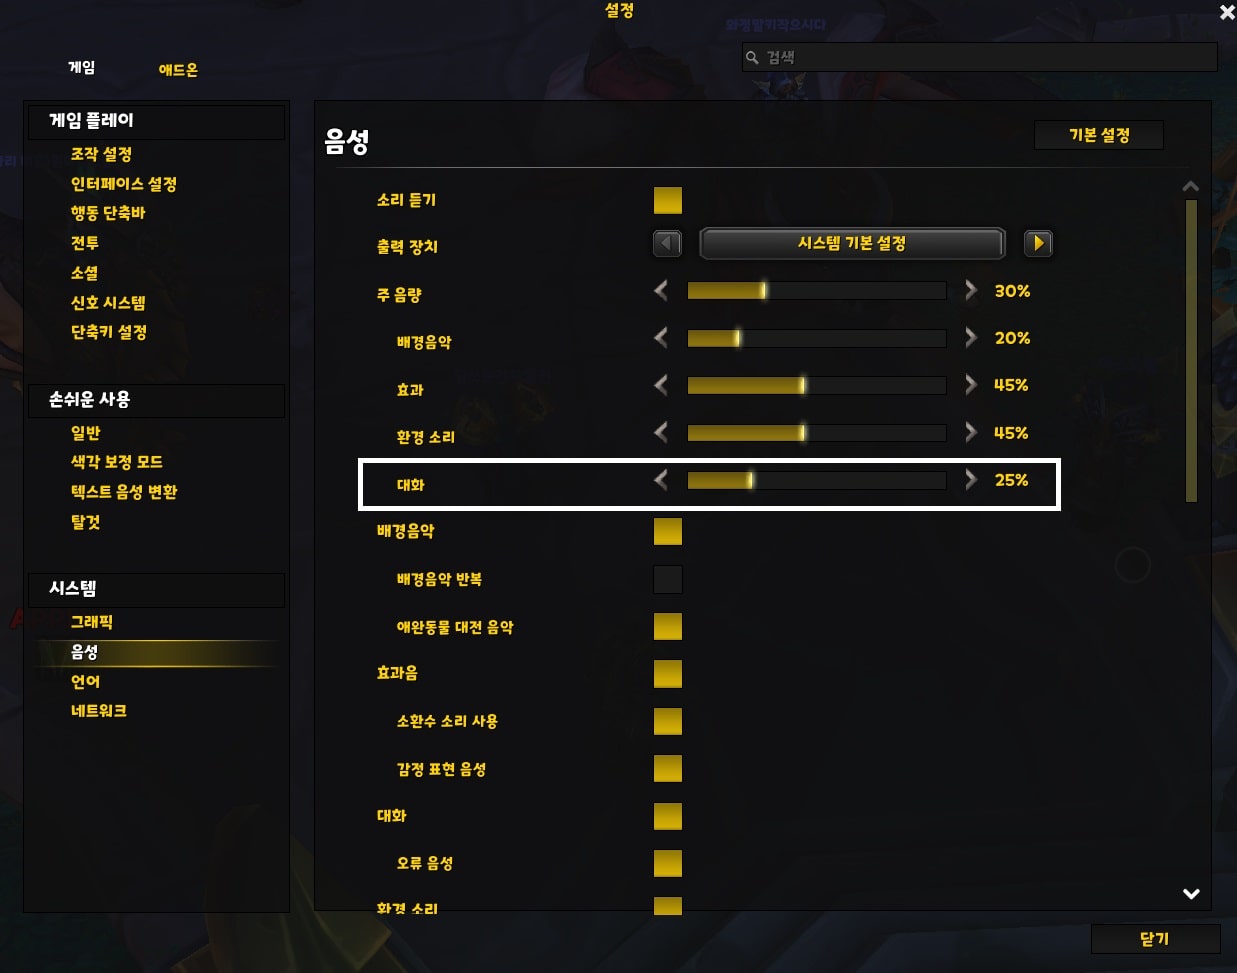 설정
와정말키작으시다
검색
게임
애드온
게임 플레이
조작 설정
인터페이스 설정
행동 단축바
전투
소셜
신호 시스템
단축키 설정
손쉬운 사용
일반
색각 보정 모드
텍스트 음성 변환
탈것
시스템
그래픽
음성
언어
네트워크
음성
기본 설정
소리 듣기
출력 장치
시스템 기본 설정
주 음량
30%
배경음악
20%
효과
45%
환경 소리
45%
대화
25%
배경음악
배경음악 반복
애완동물 대전 음악
효과음
소환수 소리 사용
감정 표현 음성
대화
오류 음성
환경 소리
닫기